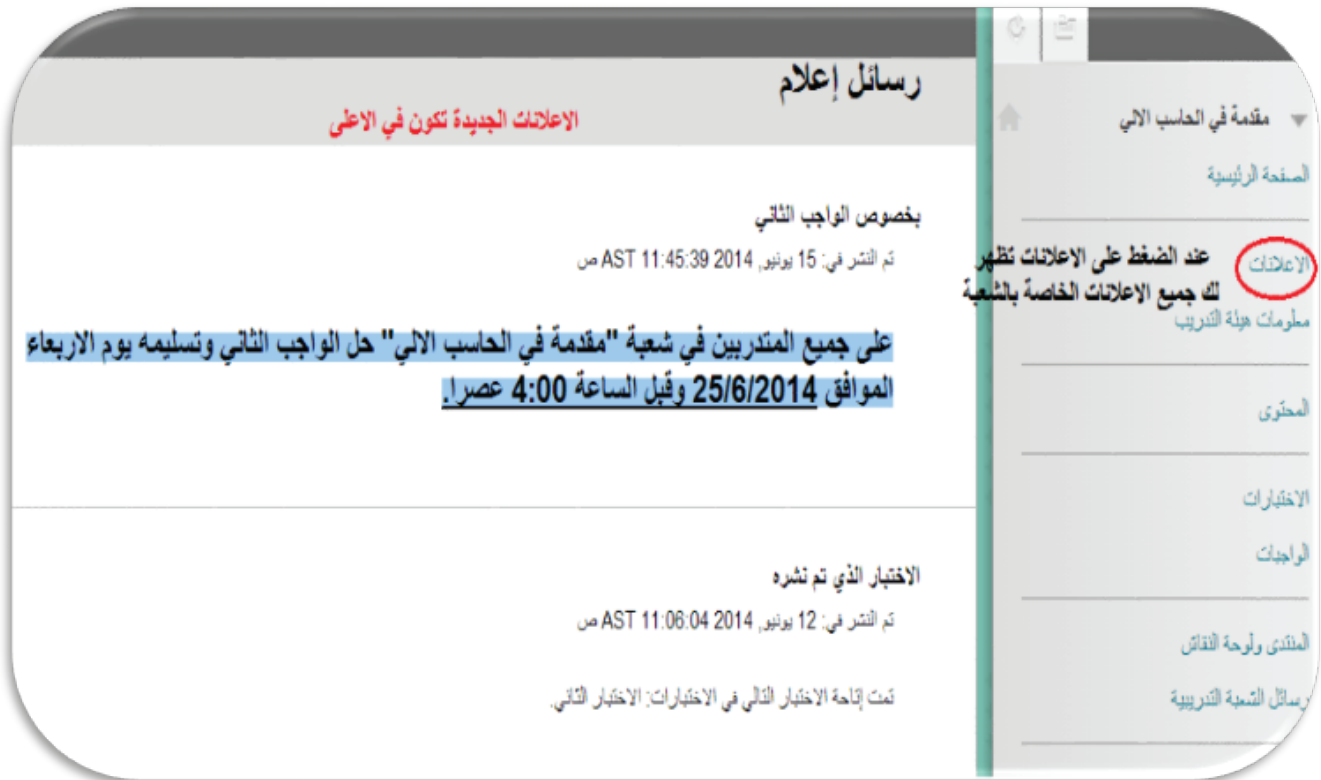 رسائل إعلام
الاعلانات الجديدة تكون في الاعلى
بخصوص الواجب الثاني
تم النشر في: 15 يونيو, 2014 11:45:39 AST ص
على جميع المتدربين في شعبة "مقدمة في الحاسب الالي" حل الواجب الثاني وتسليمه يوم الاربعاء
الموافق 25/6/2014 وقبل الساعة 4:00 عصرا.
الاختبار الذي تم نشره
تم النشر في: 12 يونيو, 2014 11:06:04 AST ص
تمت إتاحة الاختبار التالي في الاختبارات: الاختبار الثاني.
مقدمة في الحاسب الالي
الصفحة الرئيسية
الاعلانات
عند الضغط على الاعلانات تظهر
لك جميع الاعلانات الخاصة بالشعبة
معلومات هيئة التدريب
المحتوى
الاختبارات
الواجبات
المنتدى ولوحة النقاش
رسائل الشعبة التدريبية